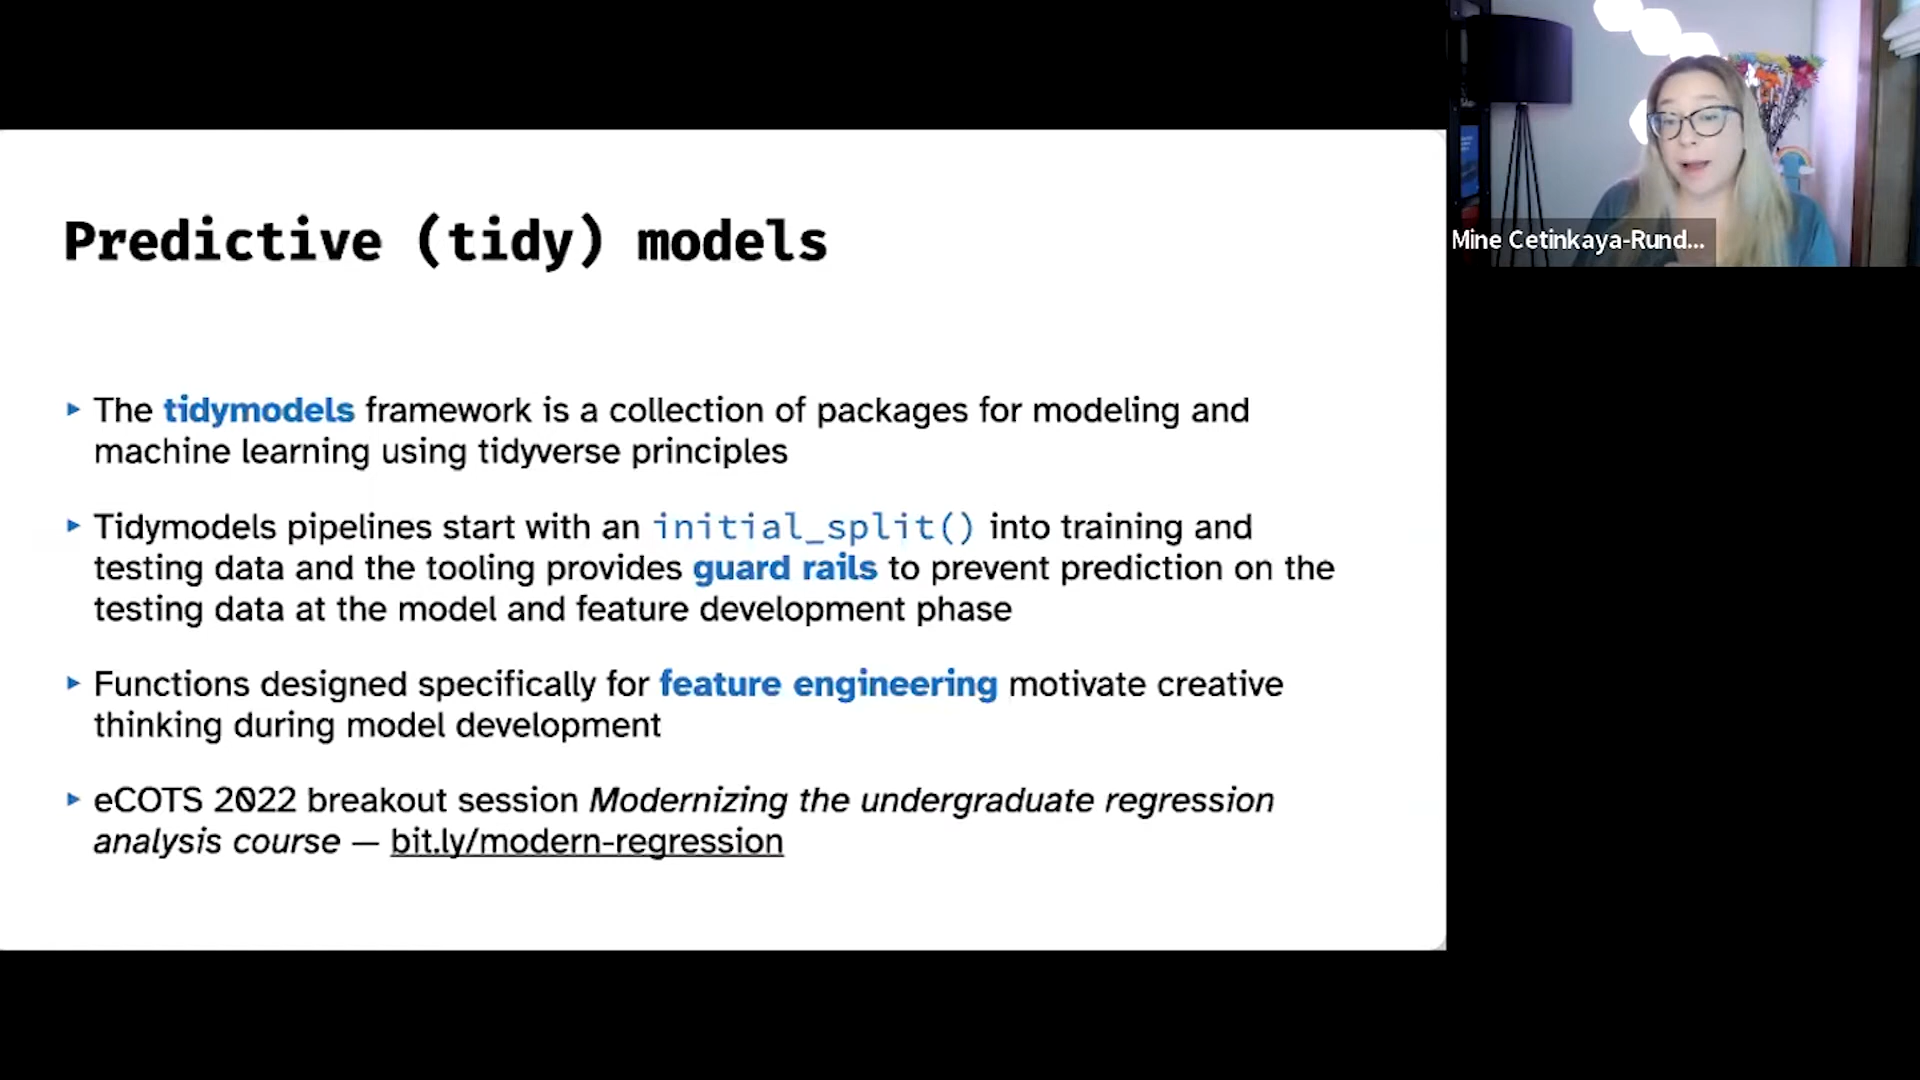 Predictive (tidy) models
▸ The tidymodels framework is a collection of packages for modeling and
machine learning using tidyverse principles
▸ Tidymodels pipelines start with an initial_split() into training and
testing data and the tooling provides guard rails to prevent prediction on the
testing data at the model and feature development phase
▸ Functions designed specifically for feature engineering motivate creative
thinking during model development
▸ eCOTS 2022 breakout session Modernizing the undergraduate regression
analysis course — bit.ly/modern-regression
Mine Cetinkaya-Rund...